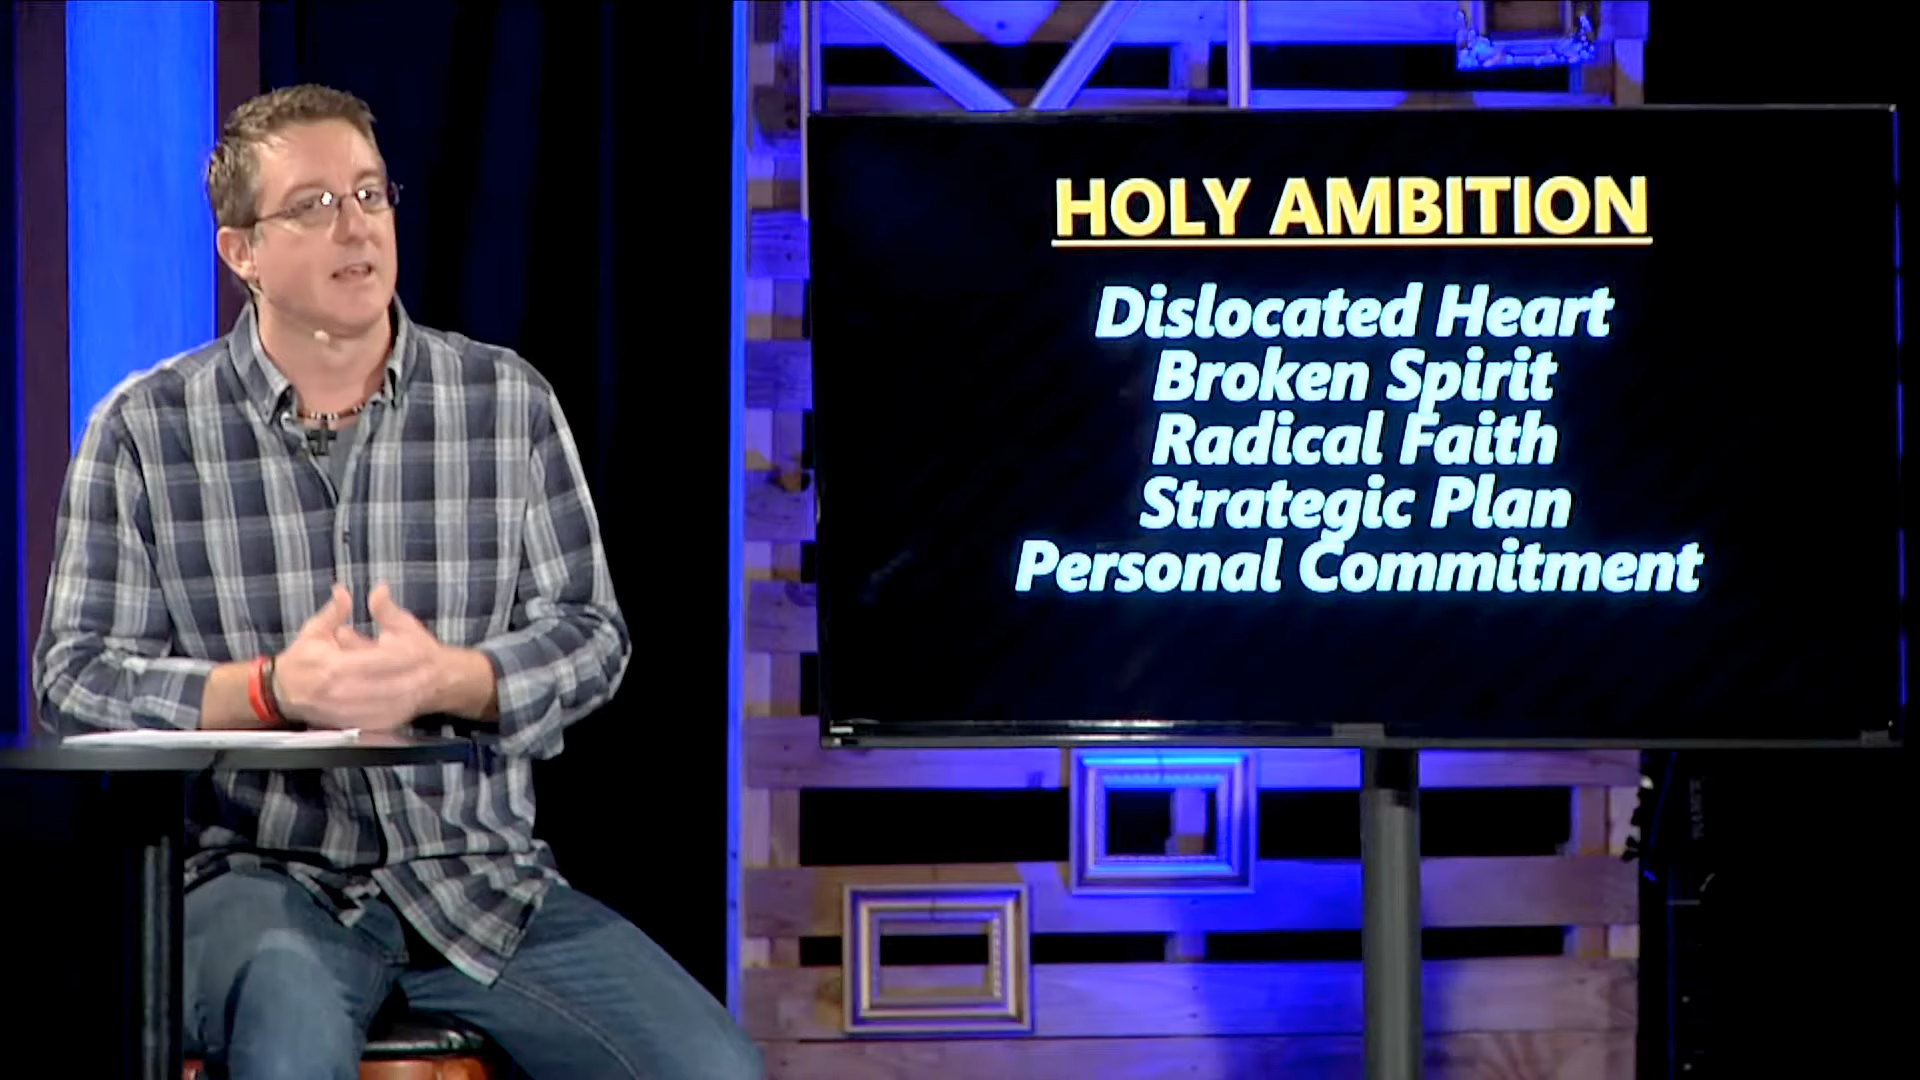 HOLY AMBITION
Dislocated Heart
Broken Spirit
Radical Faith
Strategic Plan
Personal Commitment